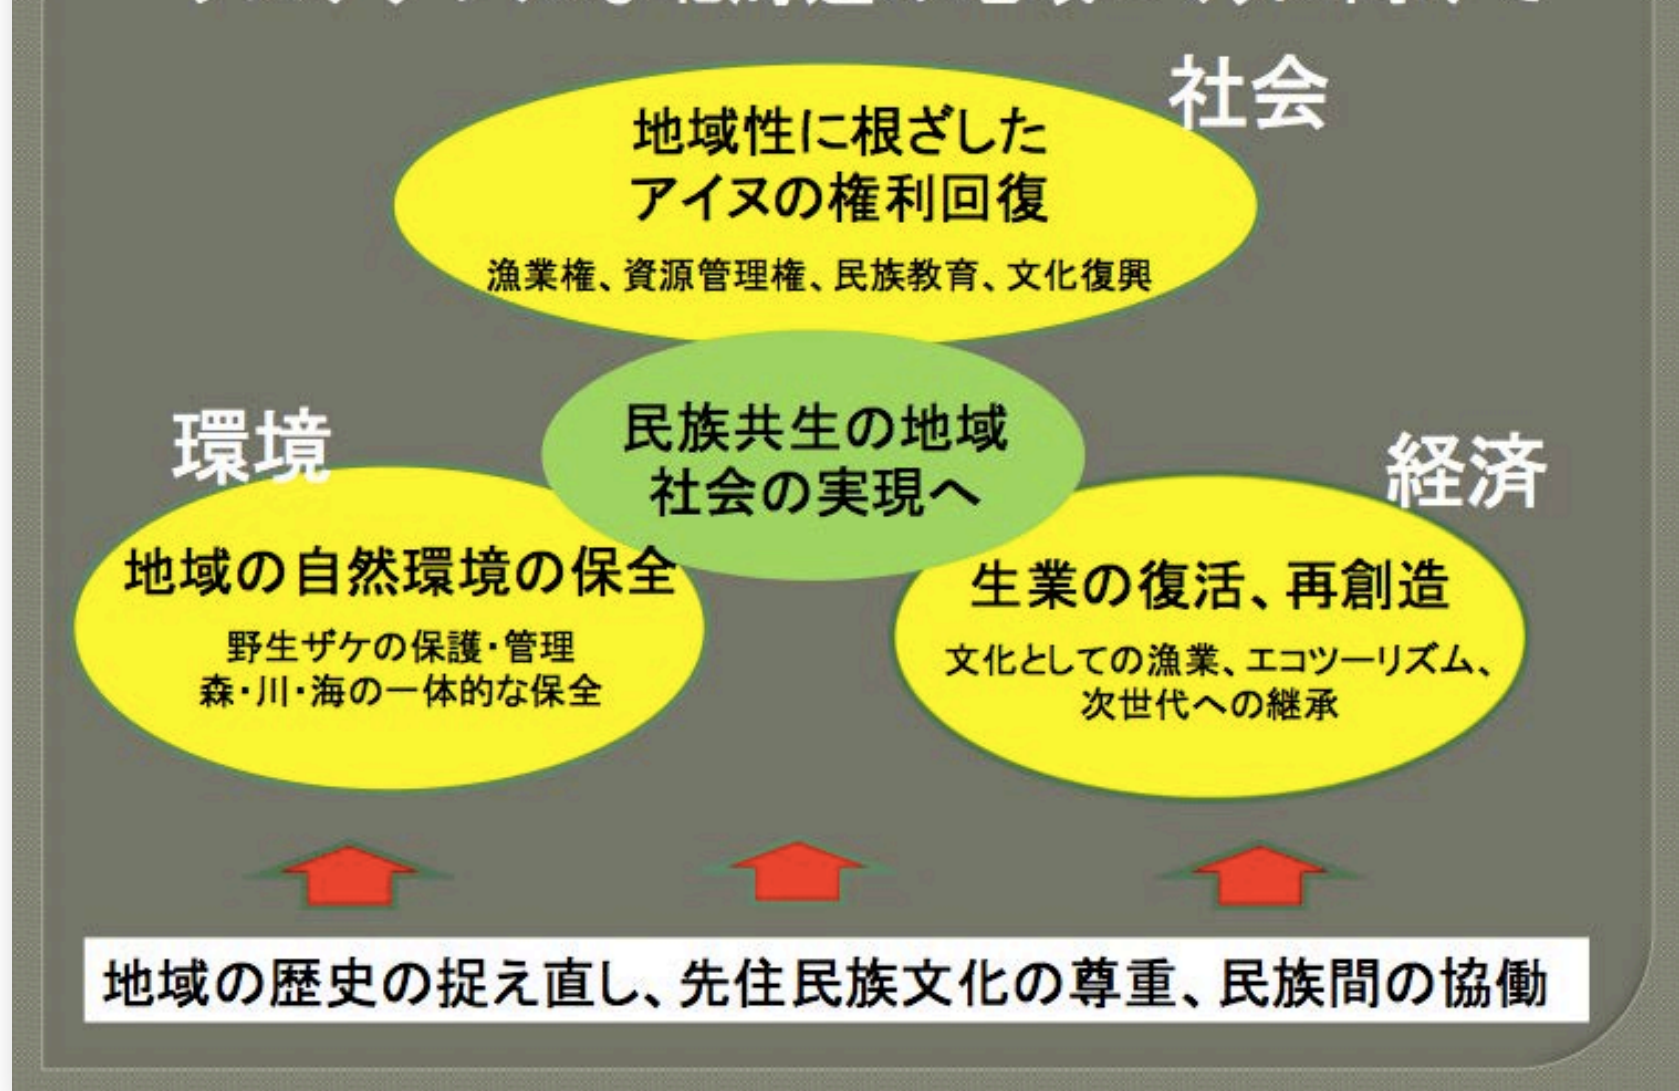 社会
地域性に根ざした
アイヌの権利回復
漁業権、資源管理権、民族教育、文化復興
民族共生の地域
社会の実現へ
環境
地域の自然環境の保全
野生ザケの保護・管理
森・川・海の一体的な保全
経済
生業の復活、再創造
文化としての漁業、エコツーリズム、
次世代への継承
地域の歴史の捉え直し、先住民族文化の尊重、民族間の協働